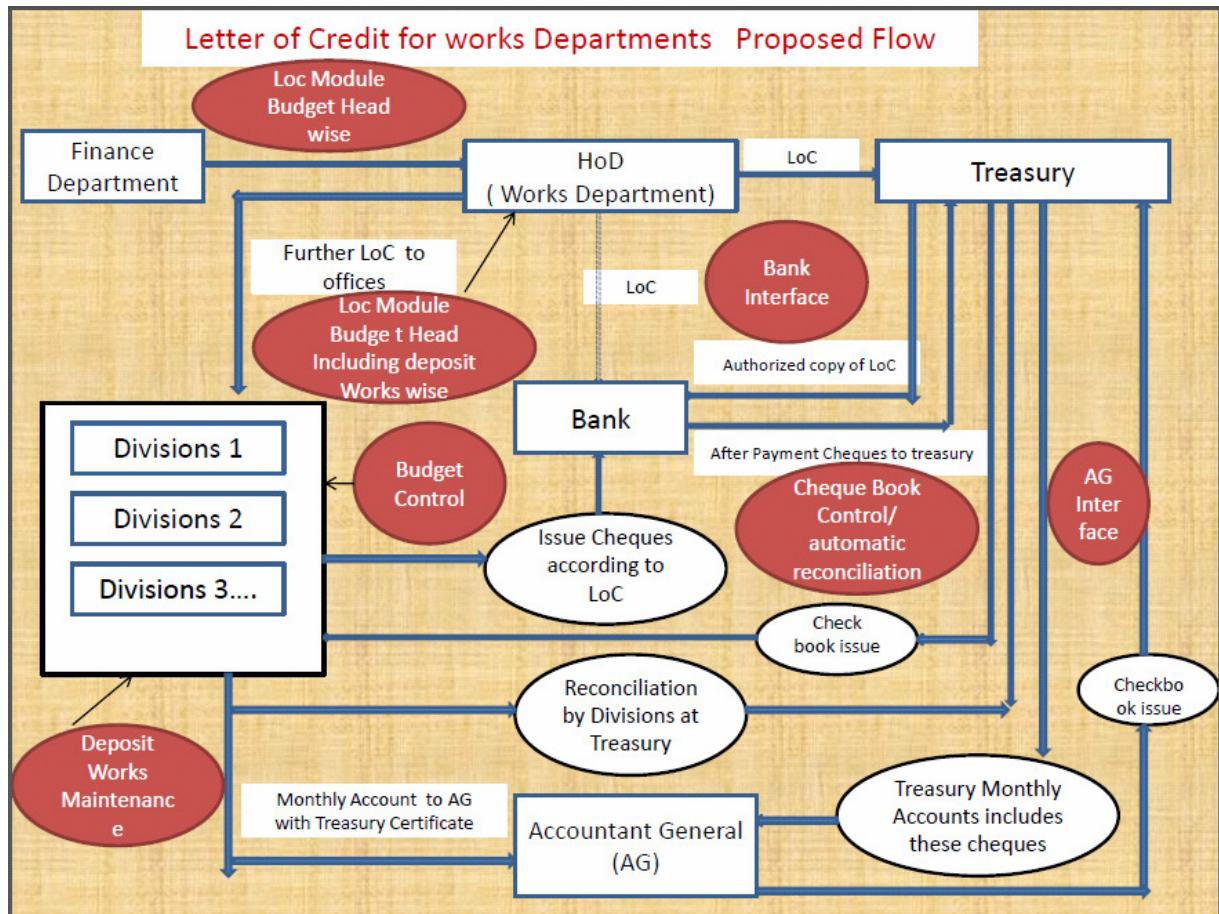 Letter of Credit for works Departments   Proposed Flow
Loc Module
Budget Head
wise
Finance
Department
HoD
( Works Department)
LoC
Treasury
Further LoC  to
offices
Loc Module
Budge t Head
Including deposit
Works wise
LoC
Bank
Interface
Authorized copy of LoC
Bank
After Payment Cheques to treasury
Divisions 1
Divisions 2
Divisions 3....
Budget
Control
Issue Cheques
according to
LoC
Cheque Book
Control/
automatic
reconciliation
AG
Inter
face
Check
book issue
Reconciliation
by Divisions at
Treasury
Checkbo
ok issue
Deposit
Works
Maintenanc
e
Monthly Account  to AG
with Treasury Certificate
Accountant General
(AG)
Treasury Monthly
Accounts includes
these cheques